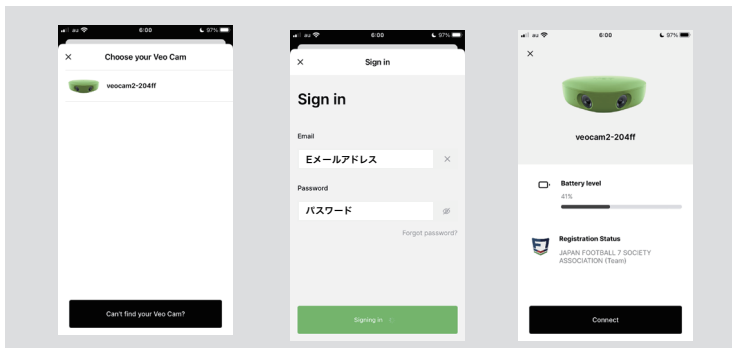 au 6:00 97%
× Choose your Veo Cam
veocam2-204ff
Can't find your Veo Cam?
au 6:00 97%
× Sign in
Sign in
Email
Eメールアドレス ×
Password
パスワード
Forgot password?
Signing in
au 6:00 97%
×
veocam2-204ff
Battery level
41%
Registration Status
JAPAN FOOTBALL 7 SOCIETY
ASSOCIATION (Team)
Connect